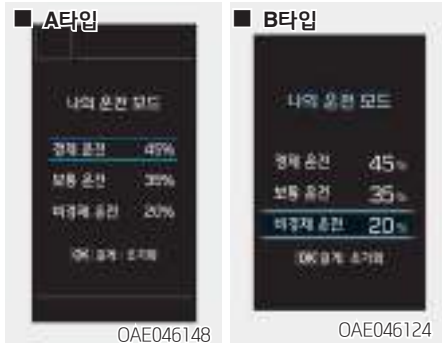 ■ A타입
나의 운전 모드
경제 운전 45%
보통 운전 35%
비경제 운전 20%
OK 길게 : 초기화
OAE046148
■ B타입
나의 운전 모드
경제 운전 45%
보통 운전 35%
비경제 운전 20%
OK 길게 : 초기화
OAE046124